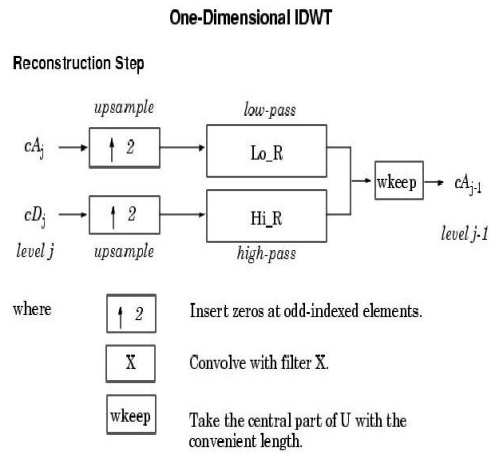 One-Dimensional IDWT
Reconstruction Step
upsample low-pass
cAj ↑ 2 Lo_R
wkeep cAj-1
cDj ↑ 2 Hi_R
level j upsample high-pass level j-1
where ↑ 2 Insert zeros at odd-indexed elements.
X Convolve with filter X.
wkeep Take the central part of U with the
convenient length.